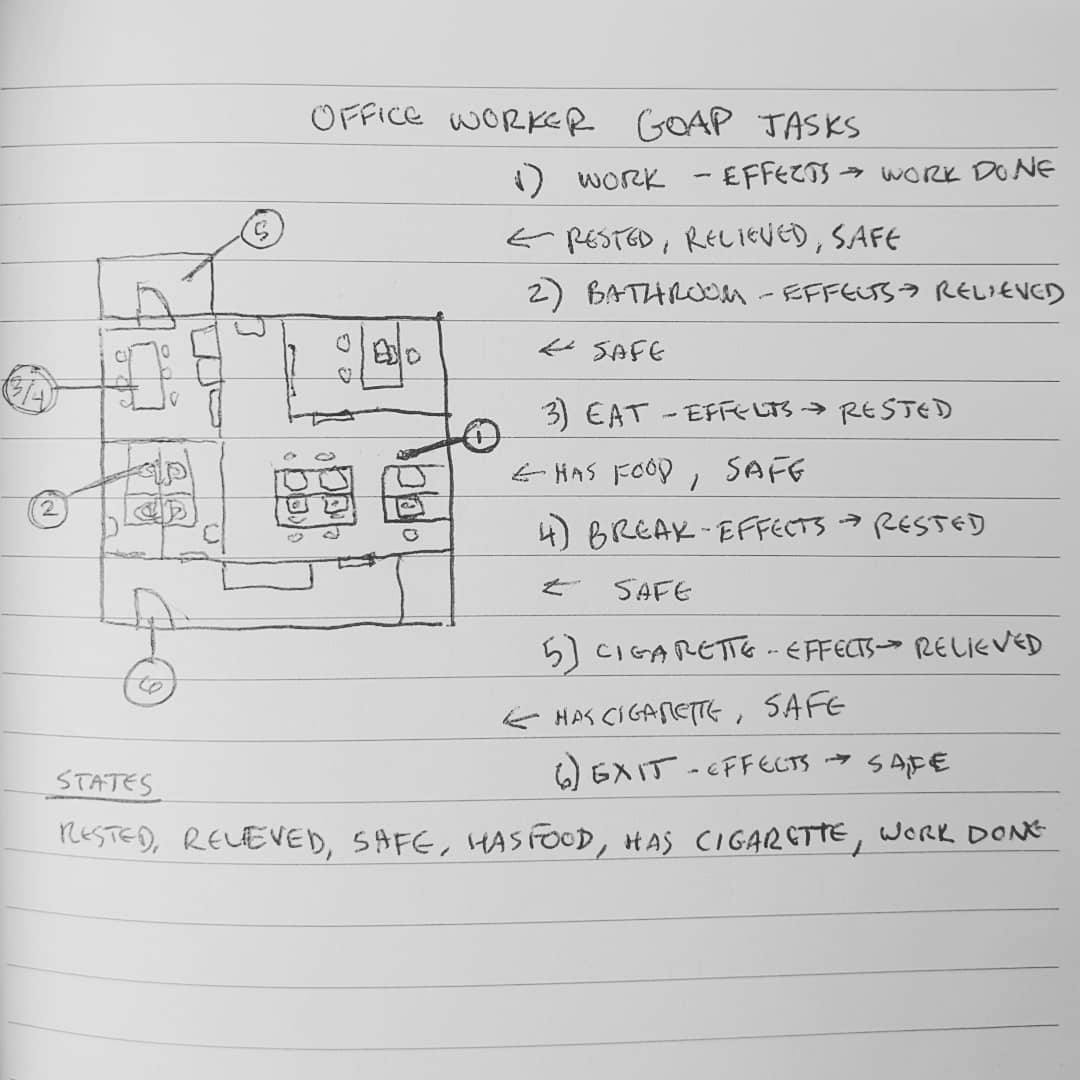 OFFICE WORKER GOAP TASKS
1) WORK - EFFECTS → WORK DONE
← RESTED, RELIEVED, SAFE
2) BATHROOM - EFFECTS → RELIEVED
← SAFE
3) EAT - EFFECTS → RESTED
← HAS FOOD, SAFE
4) BREAK - EFFECTS → RESTED
← SAFE
5) CIGARETTE - EFFECTS → RELIEVED
← HAS CIGARETTE, SAFE
6) EXIT - EFFECTS → SAFE
5
3/4
1
2
6
STATES
RESTED, RELIEVED, SAFE, HAS FOOD, HAS CIGARETTE, WORK DONE